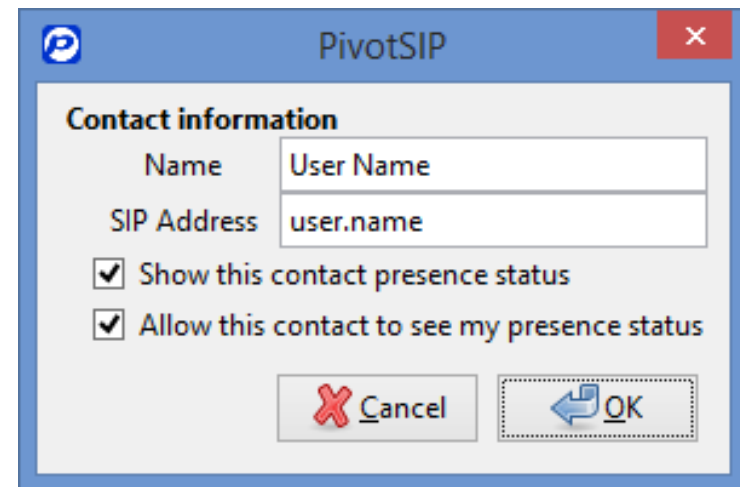 PivotSIP
Contact information
Name User Name
SIP Address user.name
Show this contact presence status
Allow this contact to see my presence status
Cancel OK